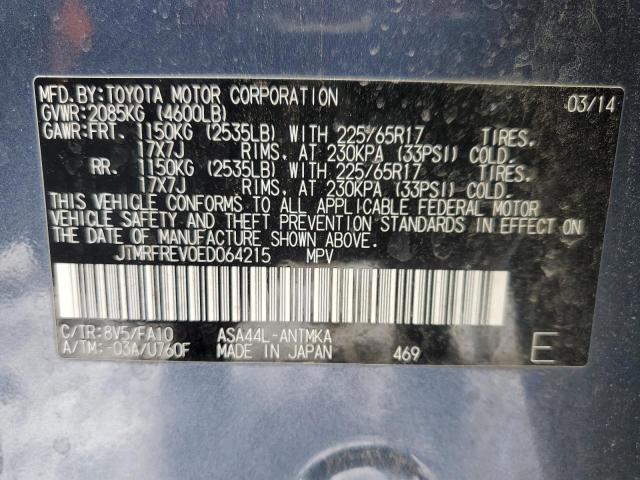 MFD.BY:TOYOTA MOTOR CORPORATION 03/14
GVWR:2085KG (4600LB)
GAWR:FRT. 1150KG (2535LB) WITH 225/65R17 TIRES.
17X7J RIMS, AT 230KPA (33PSI) COLD.
RR. 1150KG (2535LB) WITH 225/65R17 TIRES.
17X7J RIMS, AT 230KPA (33PSI) COLD.
THIS VEHICLE CONFORMS TO ALL APPLICABLE FEDERAL MOTOR
VEHICLE SAFETY AND THEFT PREVENTION STANDARDS IN EFFECT ON
THE DATE OF MANUFACTURE SHOWN ABOVE.
JTMRFREV0ED064215 MPV
C/TR:8V5/FA10 ASA44L-ANTMKA
A/TM:-03A/U760F MADE IN JAPAN 469 E